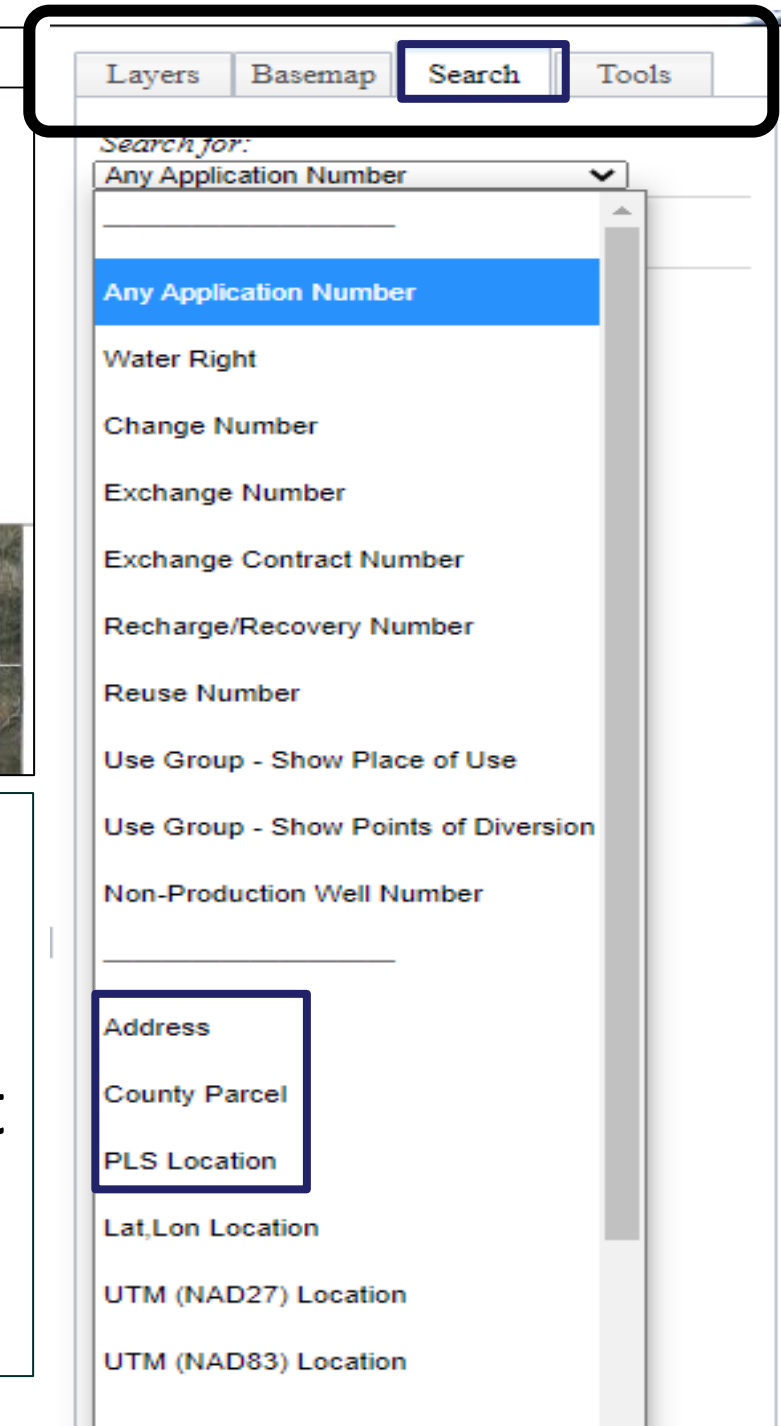 Layers Basemap Search Tools
Search for:
Any Application Number
Any Application Number
Water Right
Change Number
Exchange Number
Exchange Contract Number
Recharge/Recovery Number
Reuse Number
Use Group - Show Place of Use
Use Group - Show Points of Diversion
Non-Production Well Number
Address
County Parcel
PLS Location
Lat,Lon Location
UTM (NAD27) Location
UTM (NAD83) Location